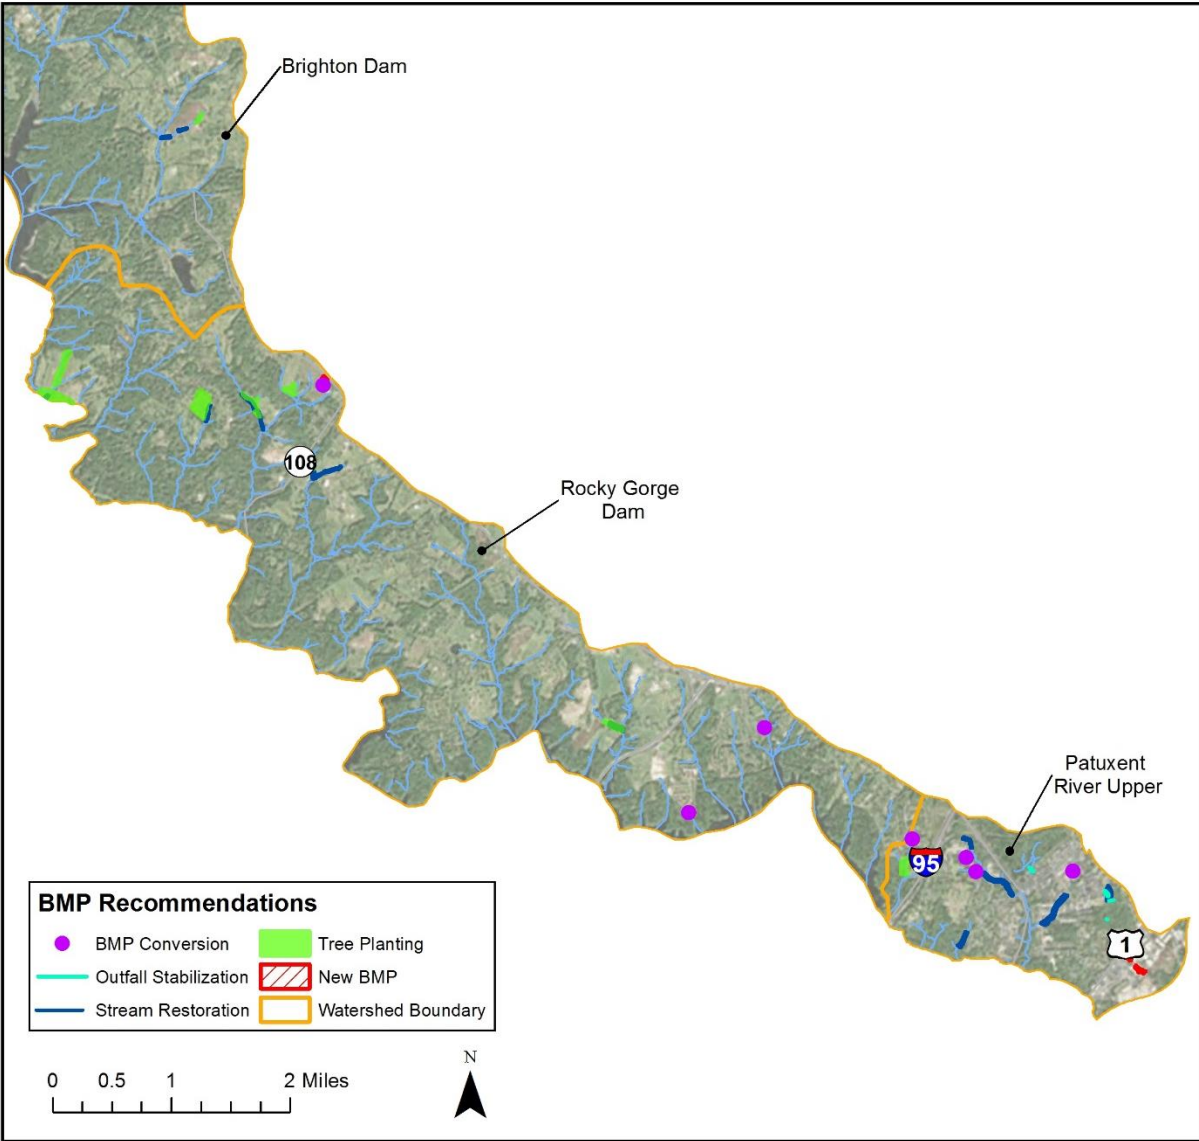 Brighton Dam
108
Rocky Gorge
Dam
Patuxent
River Upper
95
1
BMP Recommendations
BMP Conversion
Tree Planting
Outfall Stabilization
New BMP
Stream Restoration
Watershed Boundary
N
0 0.5 1 2 Miles